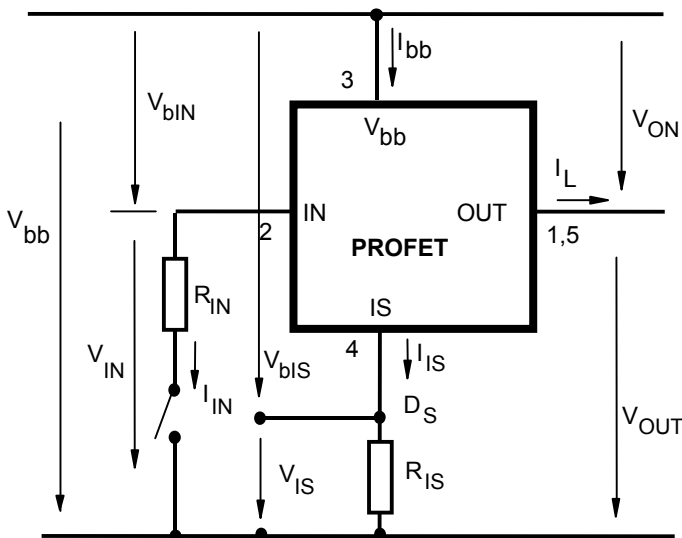 I_bb
3
V_bIN
V_bb
V_ON
I_L
V_bb
IN
OUT
2
1,5
PROFET
R_IN
IS
V_IN
4
I_IS
V_bIS
I_IN
D_S
V_OUT
V_IS
R_IS